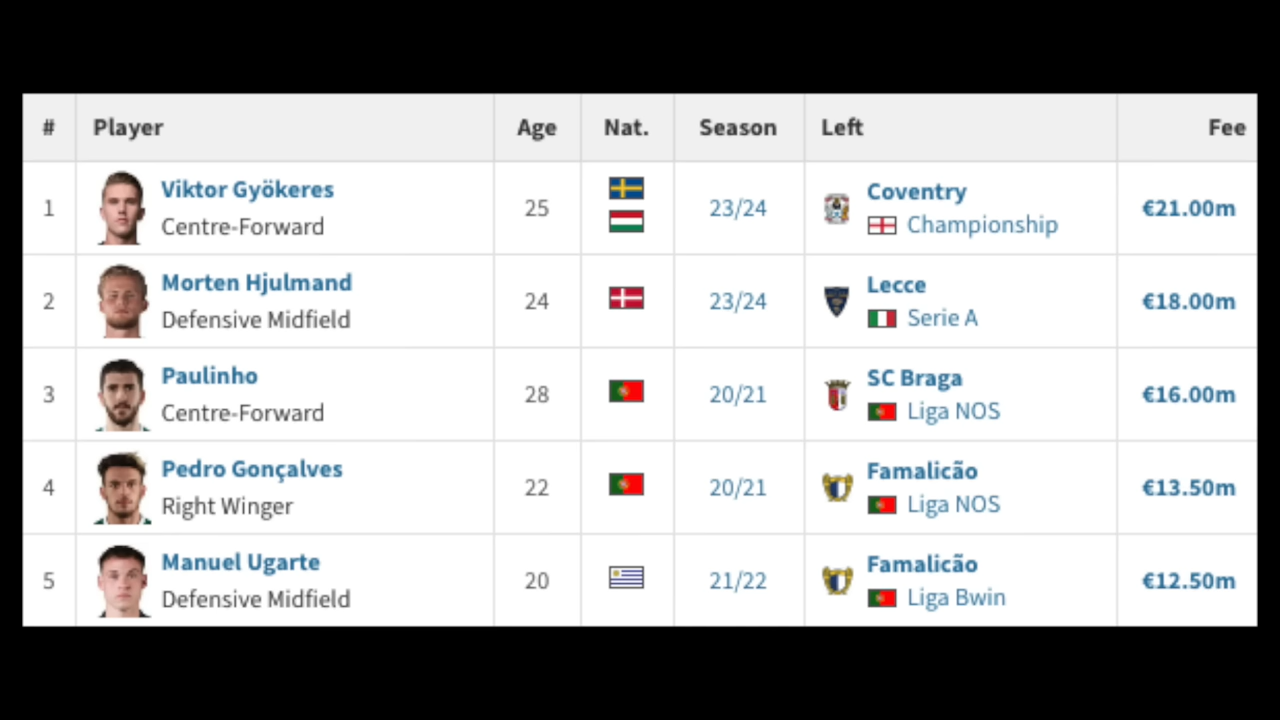 # Player Age Nat. Season Left Fee
1 Viktor Gyökeres 25 23/24 Coventry €21.00m
Centre-Forward Championship
2 Morten Hjulmand 24 23/24 Lecce €18.00m
Defensive Midfield Serie A
3 Paulinho 28 20/21 SC Braga €16.00m
Centre-Forward Liga NOS
4 Pedro Gonçalves 22 20/21 Famalicão €13.50m
Right Winger Liga NOS
5 Manuel Ugarte 20 21/22 Famalicão €12.50m
Defensive Midfield Liga Bwin